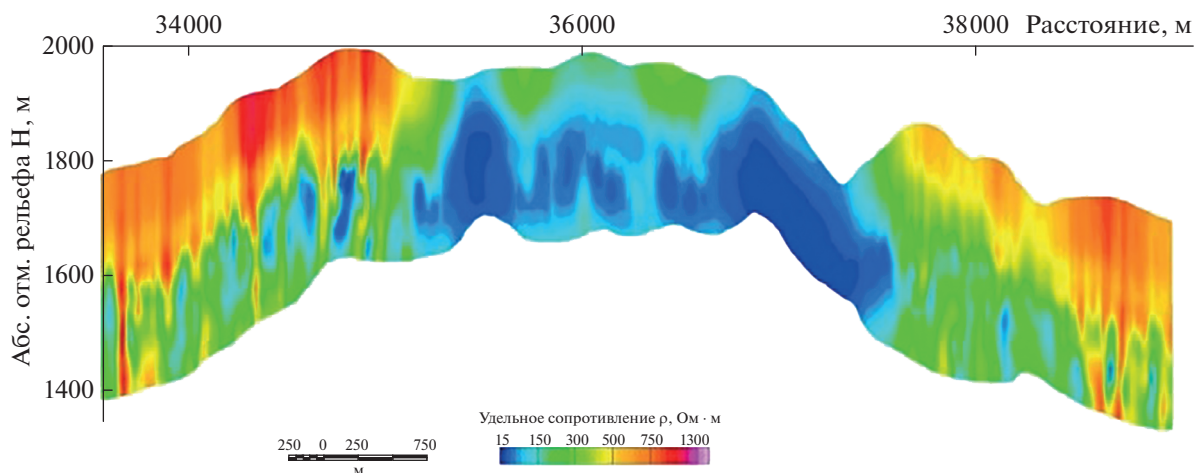 34000 36000 38000 Расстояние, м
2000
1800
1600
1400
Абс. отм. рельефа H, м
Удельное сопротивление ρ, Ом · м
15 150 300 500 750 1300
250 0 250 750
м